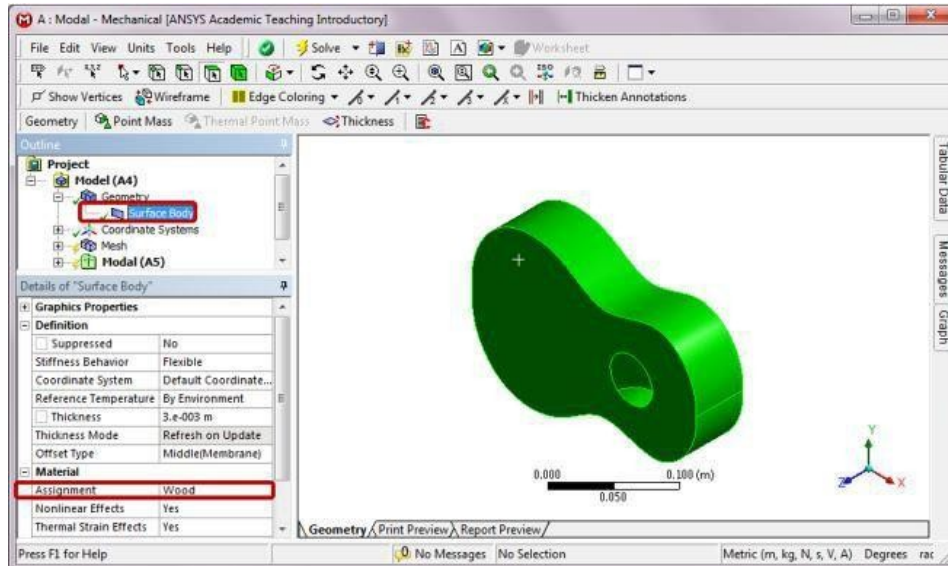 A : Modal - Mechanical [ANSYS Academic Teaching Introductory]
File Edit View Units Tools Help Solve Worksheet
Show Vertices Wireframe Edge Coloring Thicken Annotations
Geometry Point Mass Thermal Point Mass Thickness
Outline
Project
Model (A4)
Geometry
Surface Body
Coordinate Systems
Mesh
Modal (A5)
Details of "Surface Body"
Graphics Properties
Definition
Suppressed No
Stiffness Behavior Flexible
Coordinate System Default Coordinate...
Reference Temperature By Environment
Thickness 3.e-003 m
Thickness Mode Refresh on Update
Offset Type Middle(Membrane)
Material
Assignment Wood
Nonlinear Effects Yes
Thermal Strain Effects Yes
0.000 0.100 (m)
0.050
Y
Z X
Geometry Print Preview Report Preview
Tabular Data
Messages
Graph
Press F1 for Help 0 No Messages No Selection Metric (m, kg, N, s, V, A) Degrees rac